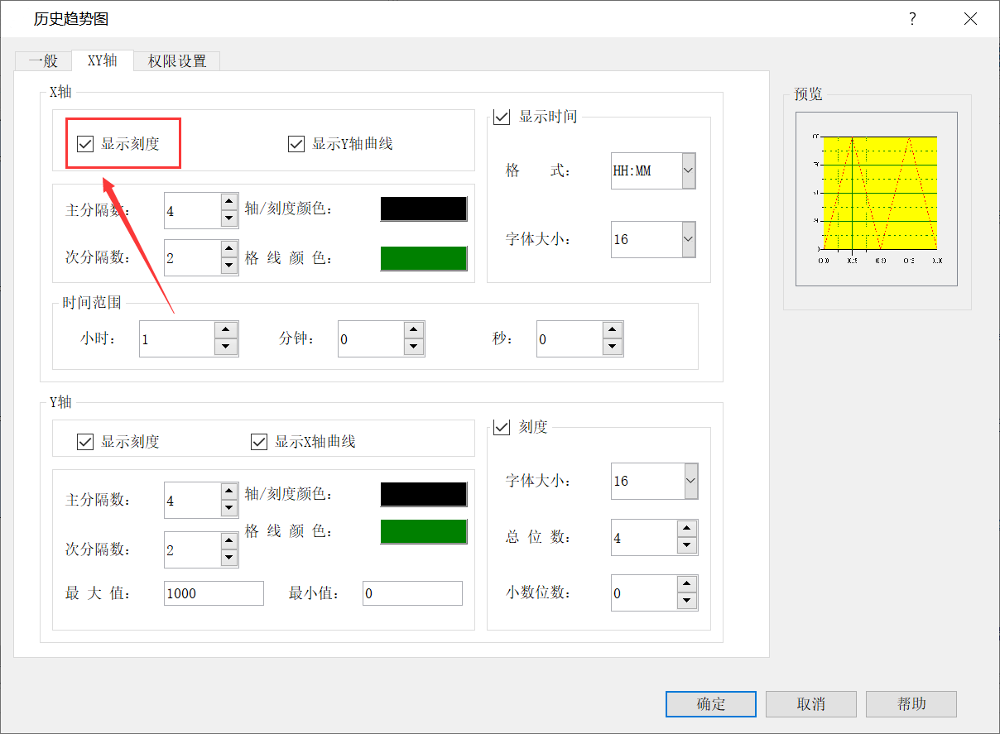 历史趋势图
?
一般
XY轴
权限设置
X轴
显示刻度
显示Y轴曲线
主分隔数:
4
轴/刻度颜色:
次分隔数:
2
格 线 颜 色:
显示时间
格 式:
HH:MM
字体大小:
16
时间范围
小时:
1
分钟:
0
秒:
0
Y轴
显示刻度
显示X轴曲线
主分隔数:
4
轴/刻度颜色:
次分隔数:
2
格 线 颜 色:
最 大 值:
1000
最小值:
0
刻度
字体大小:
16
总 位 数:
4
小数位数:
0
预览
确定
取消
帮助